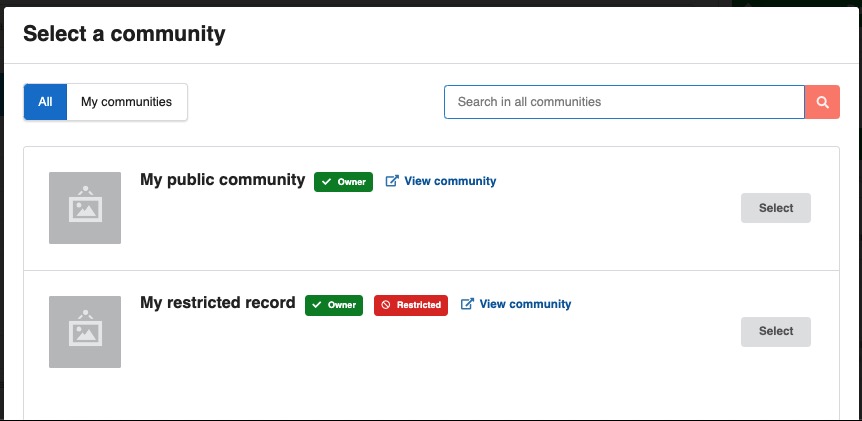 Select a community
All My communities Search in all communities
My public community Owner View community
Select
My restricted record Owner Restricted View community
Select